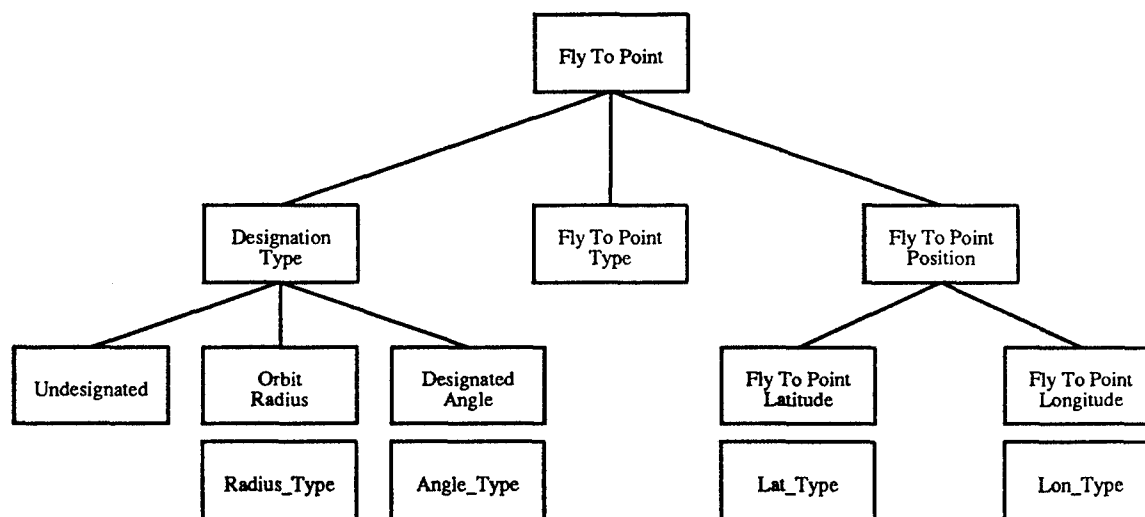 Fly To Point
Designation
Type
Fly To Point
Type
Fly To Point
Position
Undesignated
Orbit
Radius
Designated
Angle
Fly To Point
Latitude
Fly To Point
Longitude
Radius_Type
Angle_Type
Lat_Type
Lon_Type